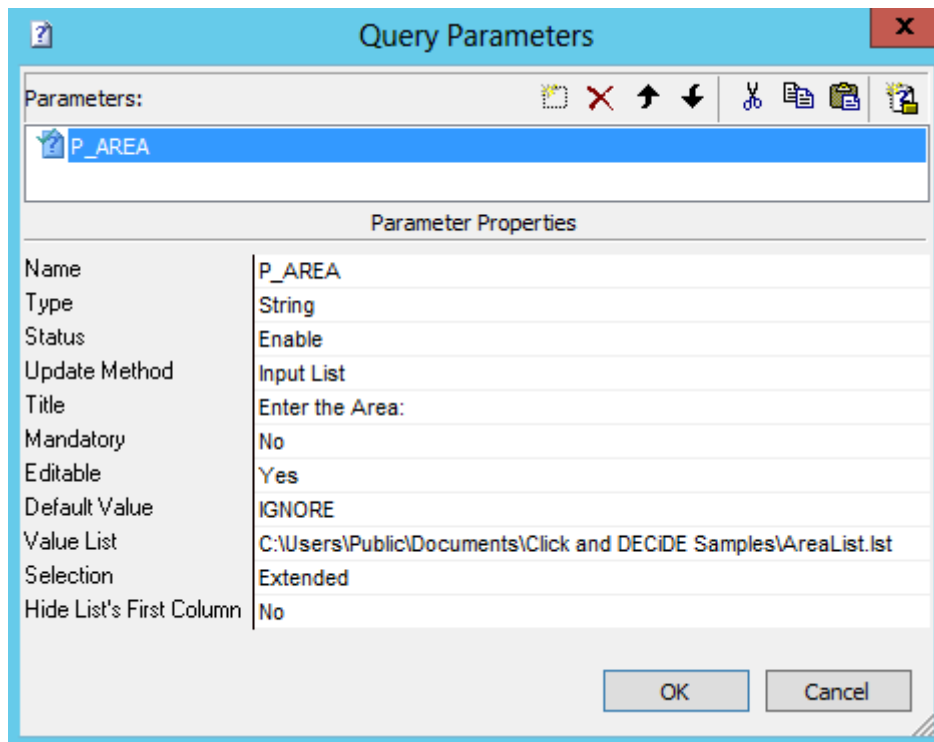 Query Parameters
Parameters:
P_AREA
Parameter Properties
Name P_AREA
Type String
Status Enable
Update Method Input List
Title Enter the Area:
Mandatory No
Editable Yes
Default Value IGNORE
Value List C:\Users\Public\Documents\Click and DECiDE Samples\AreaList.lst
Selection Extended
Hide List's First Column No
OK Cancel